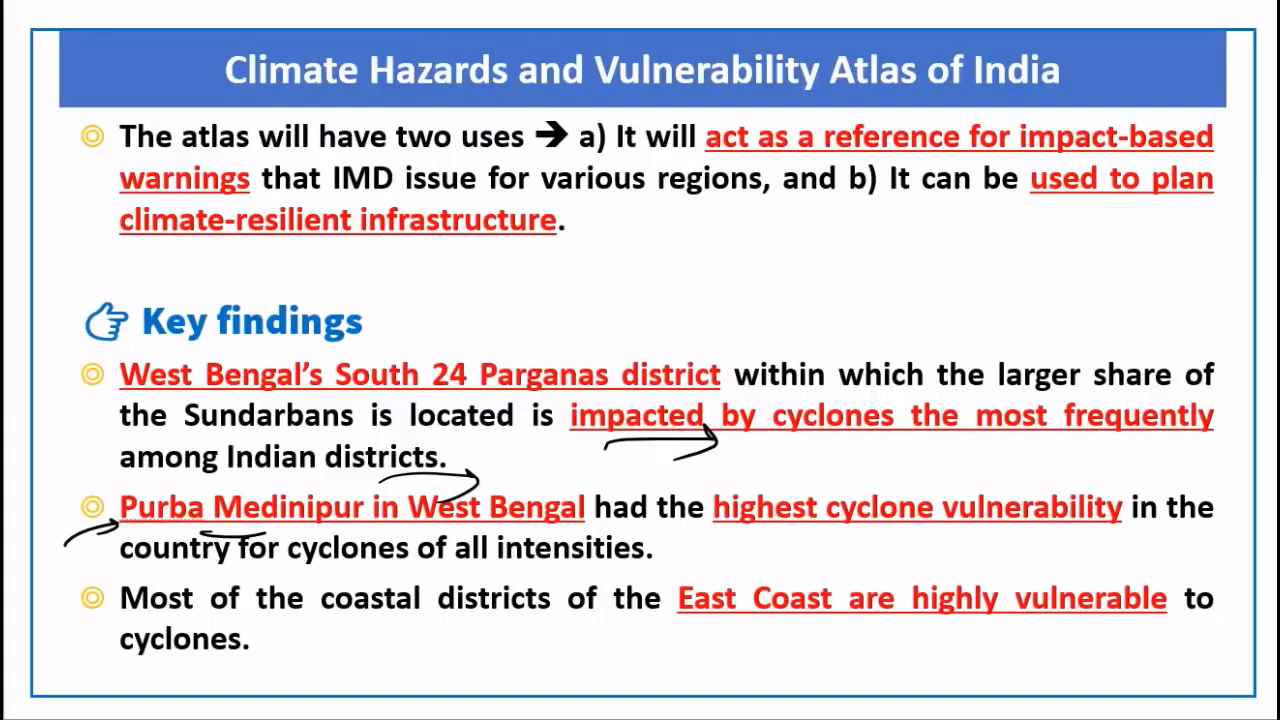 Climate Hazards and Vulnerability Atlas of India
The atlas will have two uses → a) It will act as a reference for impact-based
warnings that IMD issue for various regions, and b) It can be used to plan
climate-resilient infrastructure.
Key findings
West Bengal’s South 24 Parganas district within which the larger share of
the Sundarbans is located is impacted by cyclones the most frequently
among Indian districts.
Purba Medinipur in West Bengal had the highest cyclone vulnerability in the
country for cyclones of all intensities.
Most of the coastal districts of the East Coast are highly vulnerable to
cyclones.